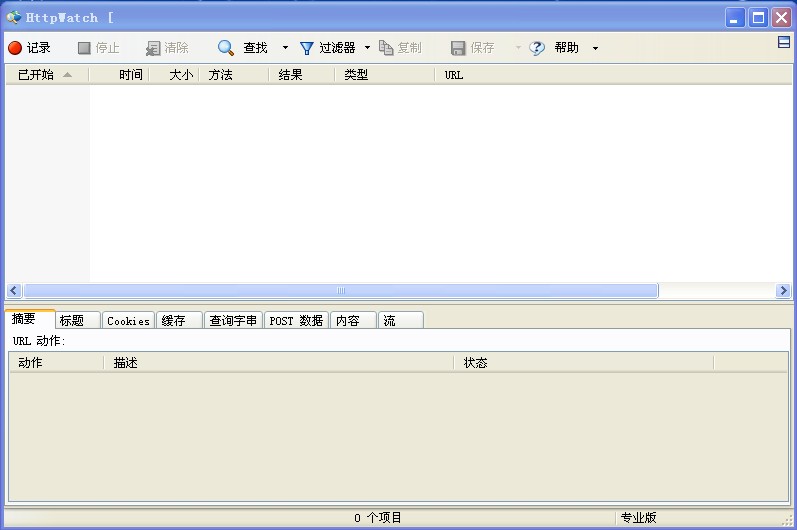 HttpWatch [
记录 停止 清除 查找 过滤器 复制 保存 帮助
已开始 时间 大小 方法 结果 类型 URL
摘要 标题 Cookies 缓存 查询字串 POST 数据 内容 流
URL 动作:
动作 描述 状态
0 个项目 专业版